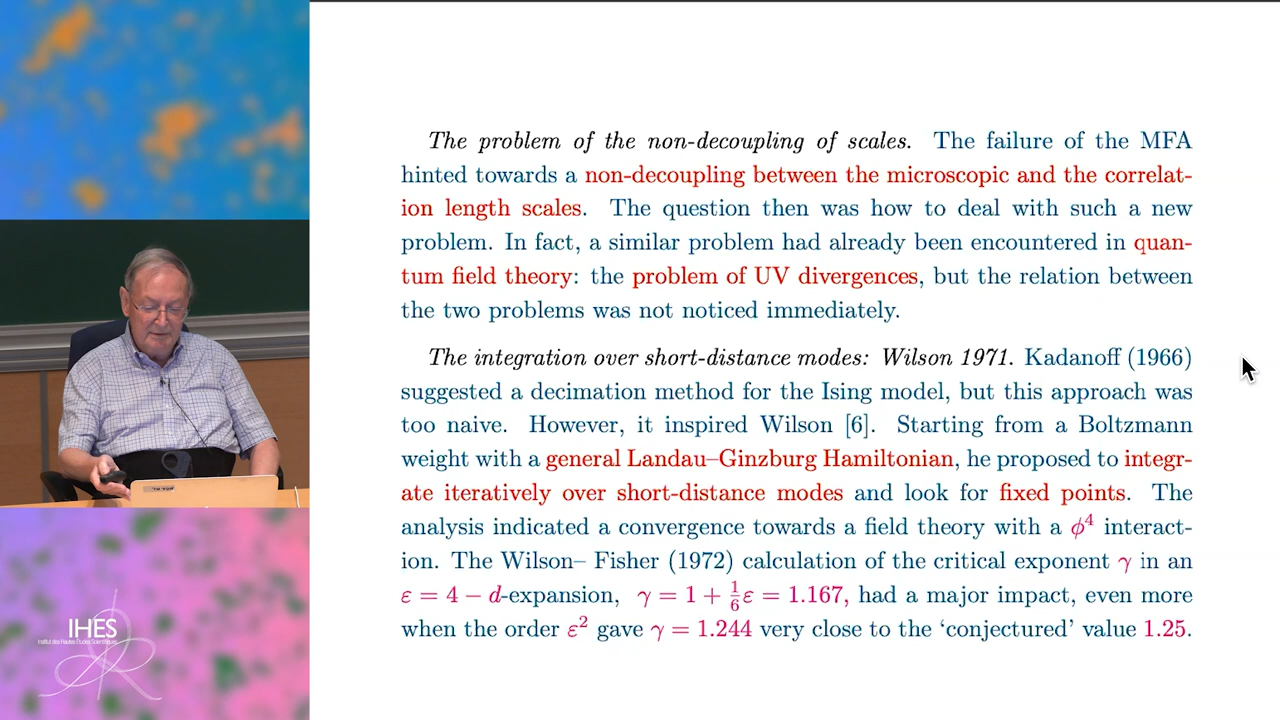 The problem of the non-decoupling of scales. The failure of the MFA
hinted towards a non-decoupling between the microscopic and the correlat-
ion length scales. The question then was how to deal with such a new
problem. In fact, a similar problem had already been encountered in quan-
tum field theory: the problem of UV divergences, but the relation between
the two problems was not noticed immediately.
The integration over short-distance modes: Wilson 1971. Kadanoff (1966)
suggested a decimation method for the Ising model, but this approach was
too naive. However, it inspired Wilson [6]. Starting from a Boltzmann
weight with a general Landau–Ginzburg Hamiltonian, he proposed to integr-
ate iteratively over short-distance modes and look for fixed points. The
analysis indicated a convergence towards a field theory with a ϕ⁴ interact-
ion. The Wilson– Fisher (1972) calculation of the critical exponent γ in an
ε = 4 − d-expansion, γ = 1 + 1/6 ε = 1.167, had a major impact, even more
when the order ε² gave γ = 1.244 very close to the ‘conjectured’ value 1.25.
IHES
Institut des Hautes Études Scientifiques